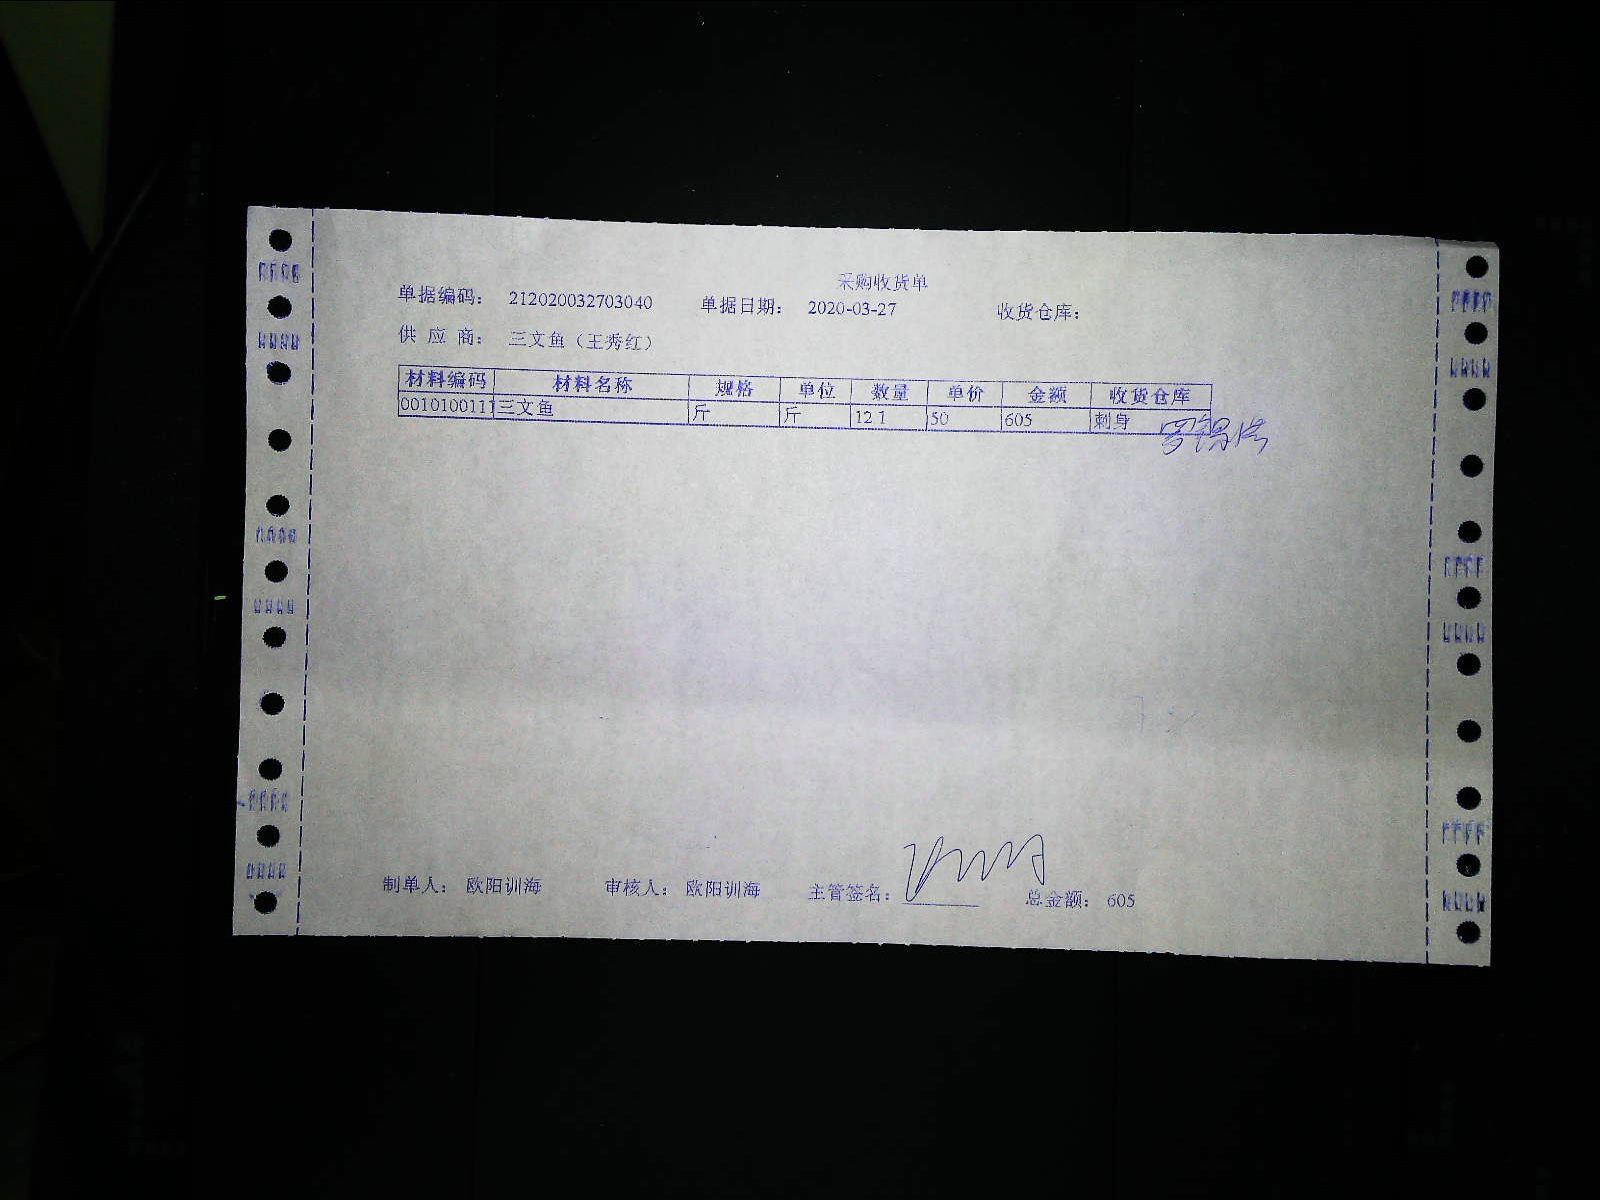 采购收货单
单据编码： 212020032703040 单据日期： 2020-03-27 收货仓库：
供 应 商： 三文鱼（王秀红）
材料编码 材料名称 规格 单位 数量 单价 金额 收货仓库
0010100111 三文鱼 斤 斤 12.1 50 605 刺身
制单人： 欧阳训海 审核人： 欧阳训海 主管签名： 总金额： 605